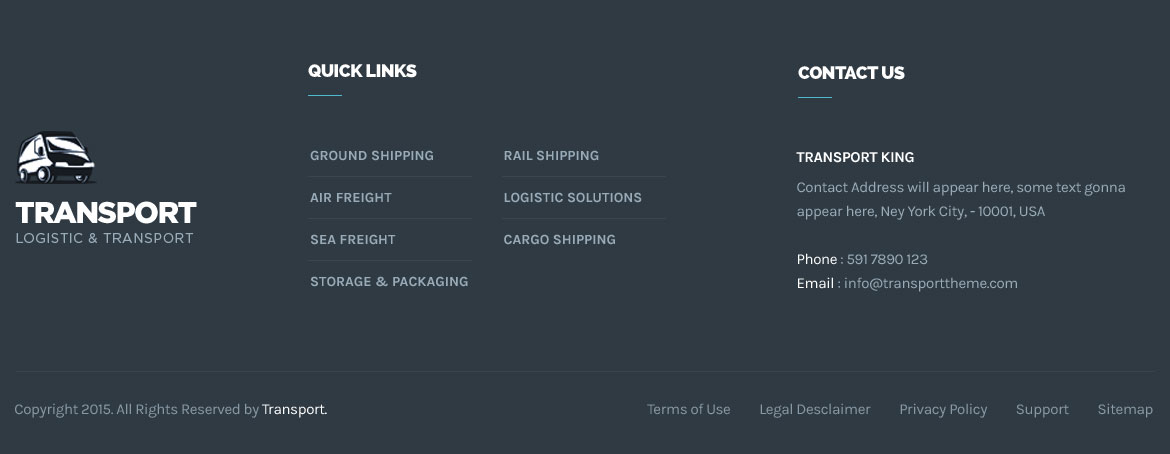 TRANSPORT
LOGISTIC & TRANSPORT
QUICK LINKS
GROUND SHIPPING
AIR FREIGHT
SEA FREIGHT
STORAGE & PACKAGING
RAIL SHIPPING
LOGISTIC SOLUTIONS
CARGO SHIPPING
CONTACT US
TRANSPORT KING
Contact Address will appear here, some text gonna
appear here, Ney York City, - 10001, USA
Phone : 591 7890 123
Email : info@transporttheme.com
Copyright 2015. All Rights Reserved by Transport.
Terms of Use
Legal Desclaimer
Privacy Policy
Support
Sitemap